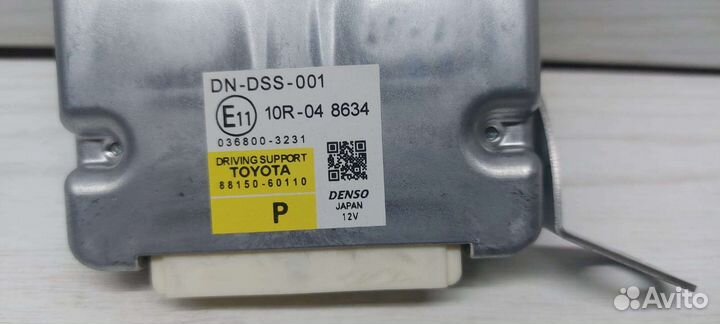 DN-DSS-001
E11 10R-04 8634
036800-3231
DRIVING SUPPORT
TOYOTA
88150-60110
P
DENSO
JAPAN
12V
Avito